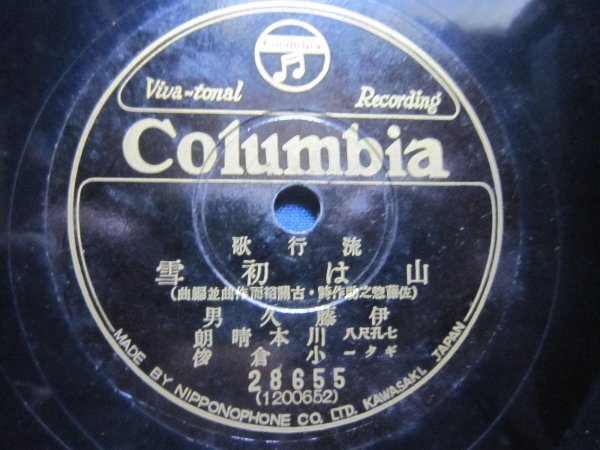 Columbia
Viva-tonal Recording
Columbia
歌行流
雪初は山
(曲編並曲作而裕關古・詩作助之惣藤佐)
男久藤伊
朗晴本川 八尺孔七
俊倉小 ータギ
28655
(1200652)
MADE BY NIPPONOPHONE CO. LTD. KAWASAKI, JAPAN